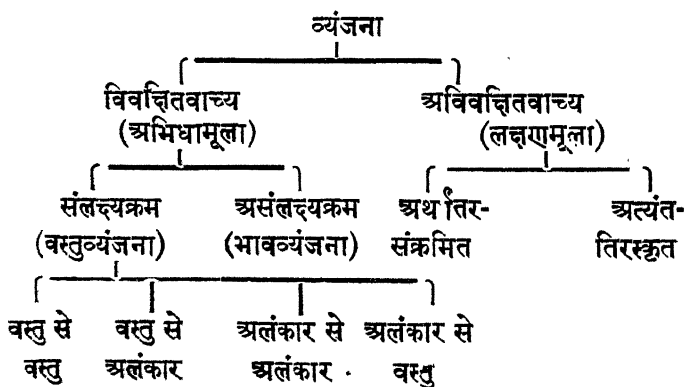 व्यंजना
विवक्षितवाच्य अविवक्षितवाच्य
(अभिधामूला) (लक्षणमूला)
संलक्ष्यक्रम असंलक्ष्यक्रम अर्थांतर- अत्यंत-
(वस्तुव्यंजना) (भावव्यंजना) संक्रमित तिरस्कृत
वस्तु से वस्तु से अलंकार से अलंकार से
वस्तु अलंकार अलंकार . वस्तु